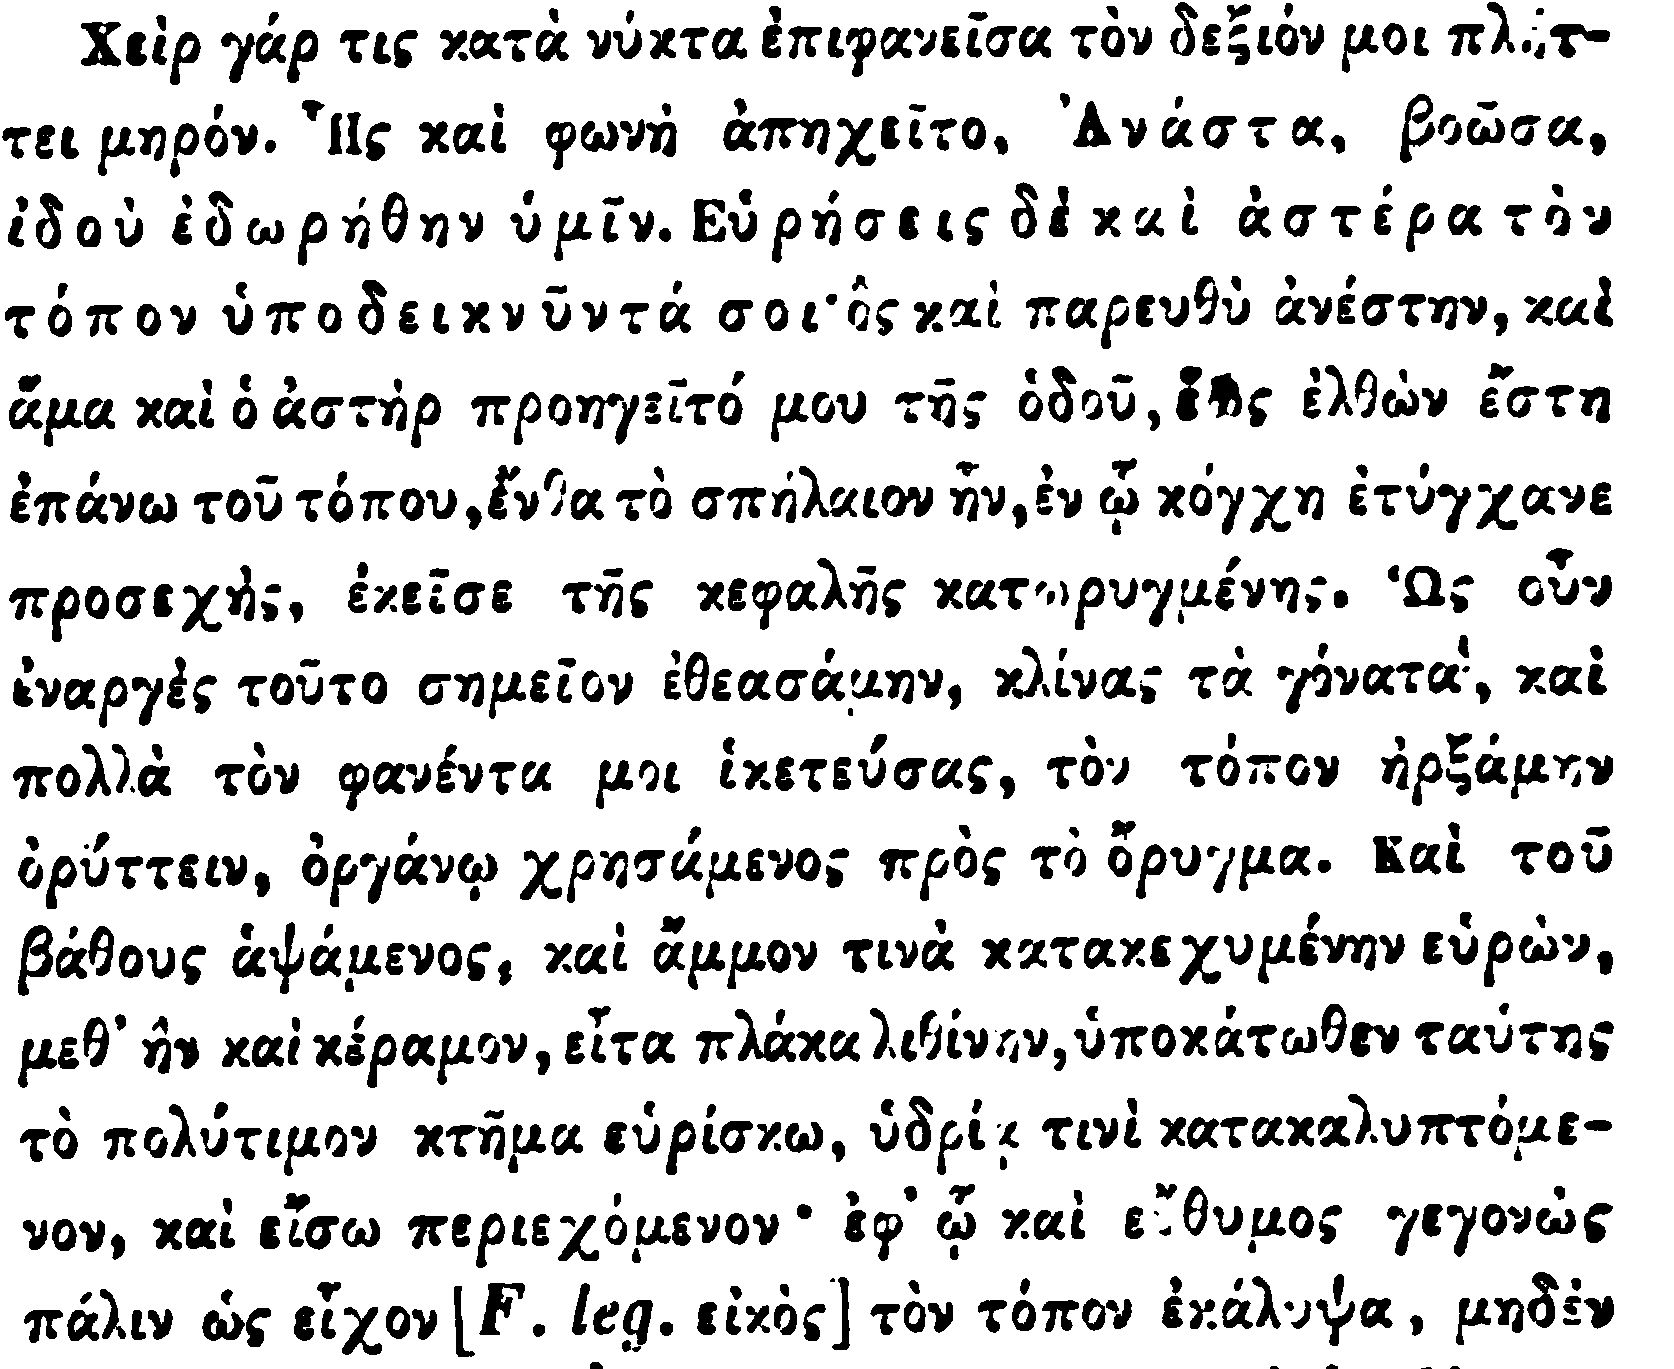 Χεὶρ γάρ τις κατὰ νύκτα ἐπιφανεῖσα τὸν δεξιόν μοι πλήτ-
τει μηρόν. Ἧς καὶ φωνὴ ἀπηχεῖτο, Ἀνάστα, βοῶσα,
ἰδοὺ ἐδωρήθην ὑμῖν. Εὑρήσεις δὲ καὶ ἀστέρα τὸν
τόπον ὑποδεικνῦντά σοι· ὃς καὶ παρευθὺ ἀνέστην, καὶ
ἅμα καὶ ὁ ἀστὴρ προηγεῖτό μου τῆς ὁδοῦ, ἕως ἐλθὼν ἔστη
ἐπάνω τοῦ τόπου, ἔνθα τὸ σπήλαιον ἦν, ἐν ᾧ κόγχη ἐτύγχανε
προσεχὴς, ἐκεῖσε τῆς κεφαλῆς κατωρυγμένης. Ὡς οὖν
ἐναργὲς τοῦτο σημεῖον ἐθεασάμην, κλίνας τὰ γόνατα, καὶ
πολλὰ τὸν φανέντα μοι ἱκετεύσας, τὸν τόπον ἠρξάμην
ὀρύττειν, ὀργάνῳ χρησάμενος πρὸς τὸ ὄρυγμα. Καὶ τοῦ
βάθους ἁψάμενος, καὶ ἄμμον τινὰ κατακεχυμένην εὑρὼν,
μεθ' ἣν καὶ κέραμον, εἶτα πλάκα λιθίνην, ὑποκάτωθεν ταύτης
τὸ πολύτιμον κτῆμα εὑρίσκω, ὑδρίᾳ τινὶ κατακαλυπτόμε-
νον, καὶ εἴσω περιεχόμενον· ἐφ' ᾧ καὶ εὔθυμος γεγονὼς
πάλιν ὡς εἶχον [F. leg. εἰκὸς] τὸν τόπον ἐκάλυψα, μηδὲν